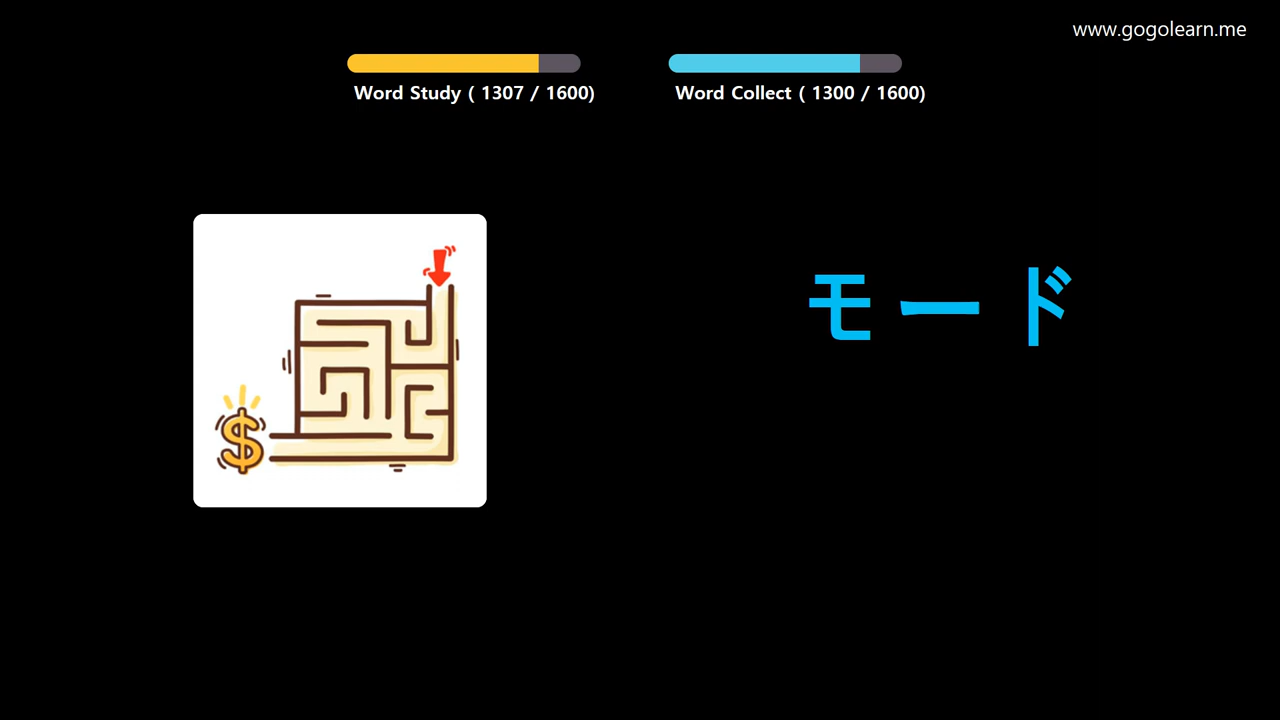 www.gogolearn.me
Word Study ( 1307 / 1600)
Word Collect ( 1300 / 1600)
モード
$